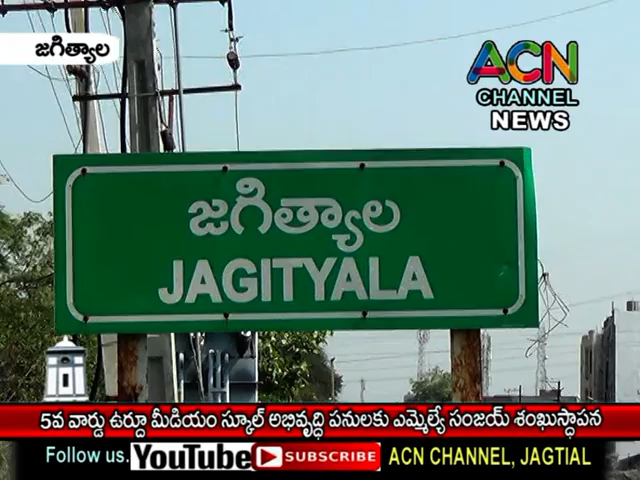 జగిత్యాల
ACN
CHANNEL
NEWS
జగిత్యాల
JAGITYALA
5వ వార్డు ఉర్దూ మీడియం స్కూల్ అభివృద్ధి పనులకు ఎమ్మెల్యే సంజయ్ శంఖుస్థాపన
Follow us. YouTube SUBSCRIBE ACN CHANNEL, JAGTIAL